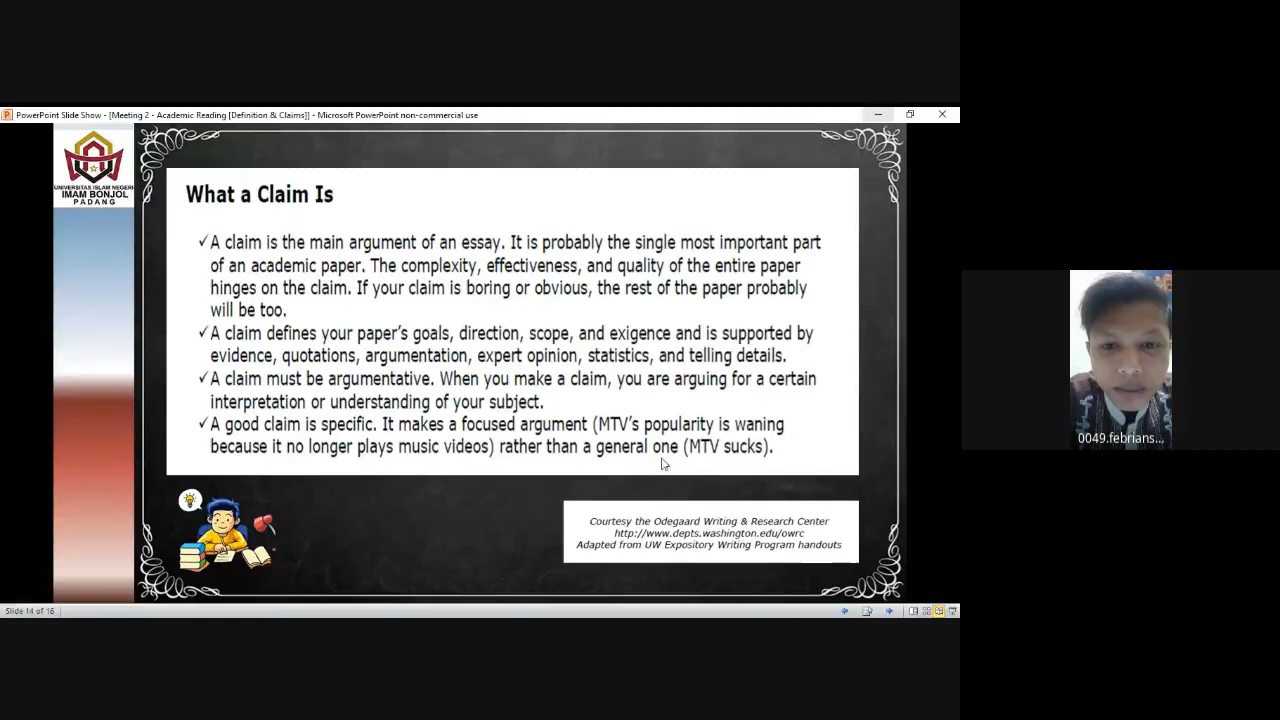 PowerPoint Slide Show - [Meeting 2 - Academic Reading [Definition & Claims]] - Microsoft PowerPoint non-commercial use
UNIVERSITAS ISLAM NEGERI
IMAM BONJOL
PADANG
What a Claim Is
✓A claim is the main argument of an essay. It is probably the single most important part
of an academic paper. The complexity, effectiveness, and quality of the entire paper
hinges on the claim. If your claim is boring or obvious, the rest of the paper probably
will be too.
✓A claim defines your paper's goals, direction, scope, and exigence and is supported by
evidence, quotations, argumentation, expert opinion, statistics, and telling details.
✓A claim must be argumentative. When you make a claim, you are arguing for a certain
interpretation or understanding of your subject.
✓A good claim is specific. It makes a focused argument (MTV's popularity is waning
because it no longer plays music videos) rather than a general one (MTV sucks).
Courtesy the Odegaard Writing & Research Center
http://www.depts.washington.edu/owrc
Adapted from UW Expository Writing Program handouts
Slide 14 of 16
0049.febrians...